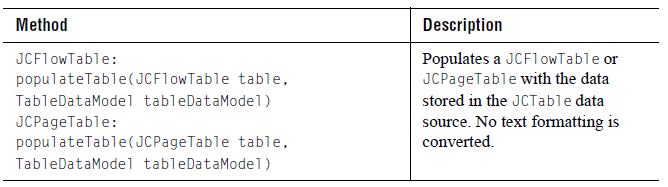 Method
Description
JCFlowTable:
populateTable(JCFlowTable table,
TableDataModel tableDataModel)
JCPageTable:
populateTable(JCPageTable table,
TableDataModel tableDataModel)
Populates a JCFlowTable or
JCPageTable with the data
stored in the JCTable data
source. No text formatting is
converted.